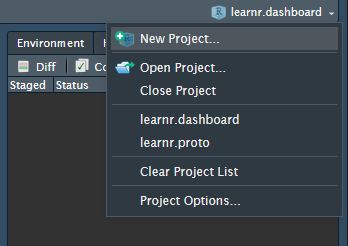 learnr.dashboard
Environment
New Project...
Diff
Open Project...
Staged Status
Close Project
learnr.dashboard
learnr.proto
Clear Project List
Project Options...